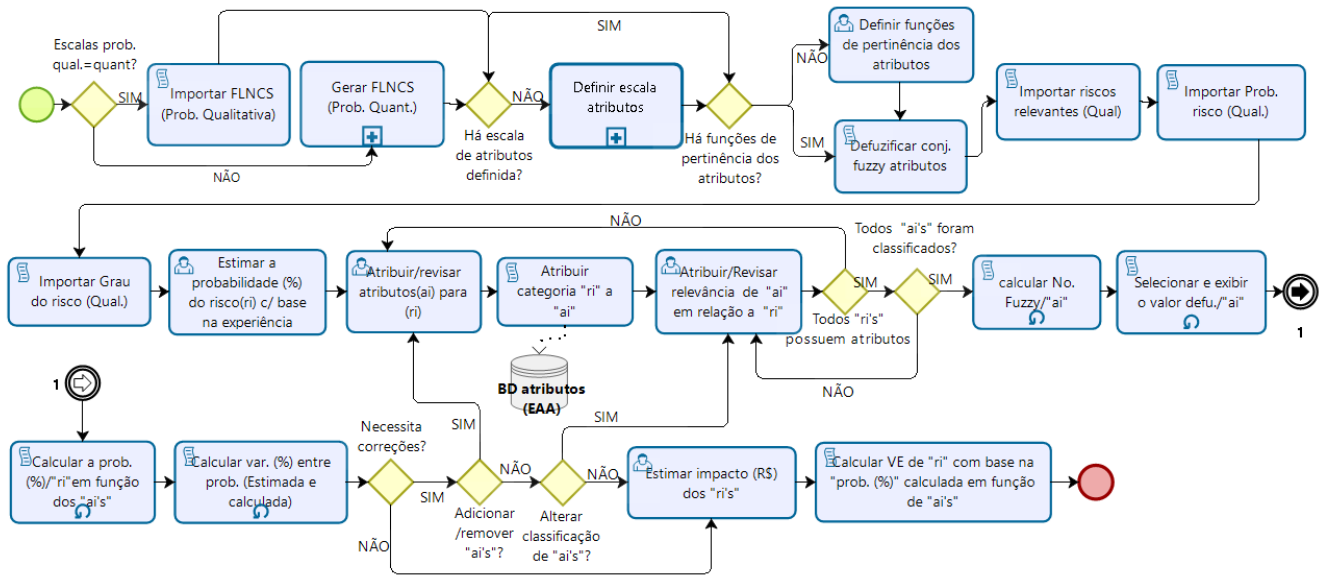 Escalas prob.
qual.=quant?
SIM
NÃO
Importar FLNCS
(Prob. Qualitativa)
Gerar FLNCS
(Prob. Quant.)
Há escala
de atributos
definida?
NÃO
SIM
Definir escala
atributos
Há funções de
pertinência dos
atributos?
NÃO
SIM
Definir funções
de pertinência dos
atributos
Defuzificar conj.
fuzzy atributos
Importar riscos
relevantes (Qual)
Importar Prob.
risco (Qual.)
Importar Grau
do risco (Qual.)
Estimar a
probabilidade (%)
do risco(ri) c/ base
na experiência
Atribuir/revisar
atributos(ai) para
(ri)
Atribuir
categoria "ri" a
"ai"
BD atributos
(EAA)
Atribuir/Revisar
relevância de "ai"
em relação a "ri"
NÃO
SIM
Todos "ri's"
possuem atributos
Todos "ai's" foram
classificados?
SIM
NÃO
calcular No.
Fuzzy/"ai"
Selecionar e exibir
o valor defu./"ai"
1
1
Calcular a prob.
(%)/"ri"em função
dos "ai's"
Calcular var. (%) entre
prob. (Estimada e
calculada)
Necessita
correções?
SIM
NÃO
SIM
NÃO
Adicionar
/remover
"ai's"?
SIM
NÃO
Alterar
classificação
de "ai's"?
Estimar impacto (R$)
dos "ri's"
Calcular VE de "ri" com base na
"prob. (%)" calculada em função
de "ai's"